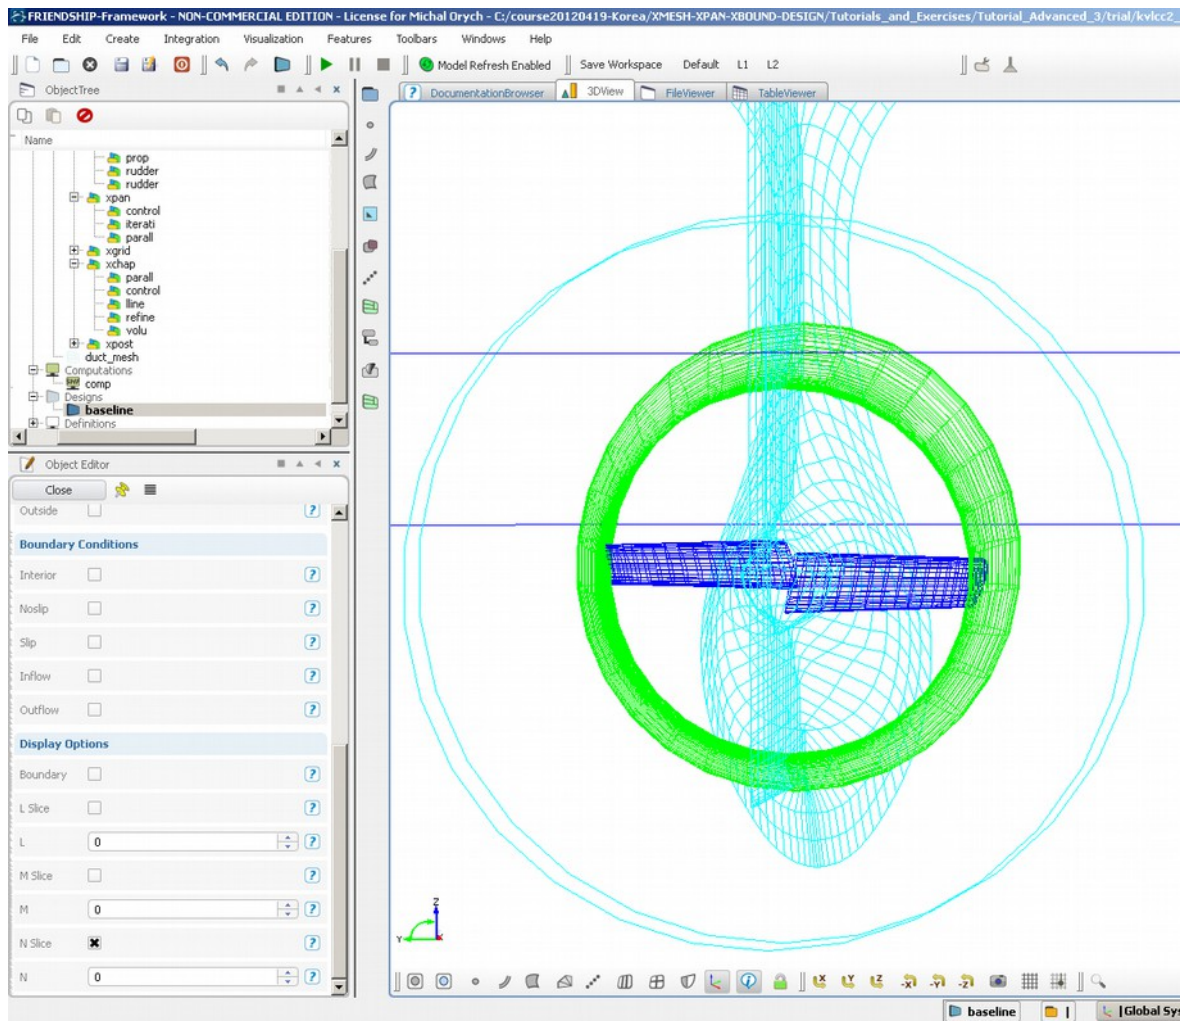 FRIENDSHIP-Framework - NON-COMMERCIAL EDITION - License for Michal Orych - C:/course20120419-Korea/XMESH-XPAN-XBOUND-DESIGN/Tutorials_and_Exercises/Tutorial_Advanced_3/trial/kvlcc2_
File Edit Create Integration Visualization Features Toolbars Windows Help
Model Refresh Enabled Save Workspace Default L1 L2
ObjectTree
DocumentationBrowser 3DView FileViewer TableViewer
Name
prop
rudder
rudder
xpan
control
iterati
parall
xgrid
xchap
parall
control
lline
refine
volu
xpost
duct_mesh
Computations
comp
Designs
baseline
Definitions
Object Editor
Close
Outside ?
Boundary Conditions
Interior ?
Noslip ?
Slip ?
Inflow ?
Outflow ?
Display Options
Boundary ?
L Slice ?
L 0 ?
M Slice ?
M 0 ?
N Slice ?
N 0 ?
Z
Y
X Y Z -X -Y -Z
baseline | |Global Sys